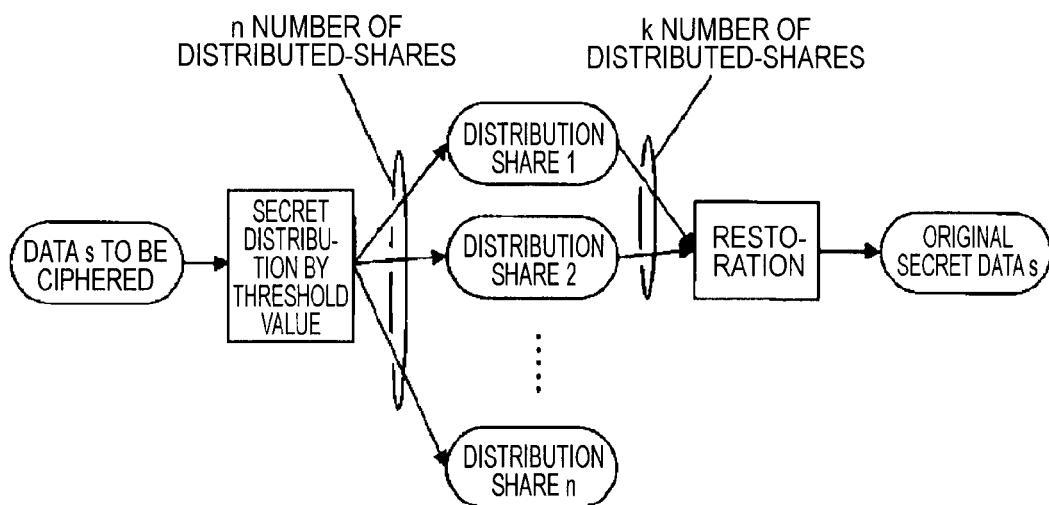 n NUMBER OF
DISTRIBUTED-SHARES
k NUMBER OF
DISTRIBUTED-SHARES
DATA s TO BE
CIPHERED
SECRET
DISTRIBU-
TION BY
THRESHOLD
VALUE
DISTRIBUTION
SHARE 1
DISTRIBUTION
SHARE 2
DISTRIBUTION
SHARE n
RESTO-
RATION
ORIGINAL
SECRET DATA s